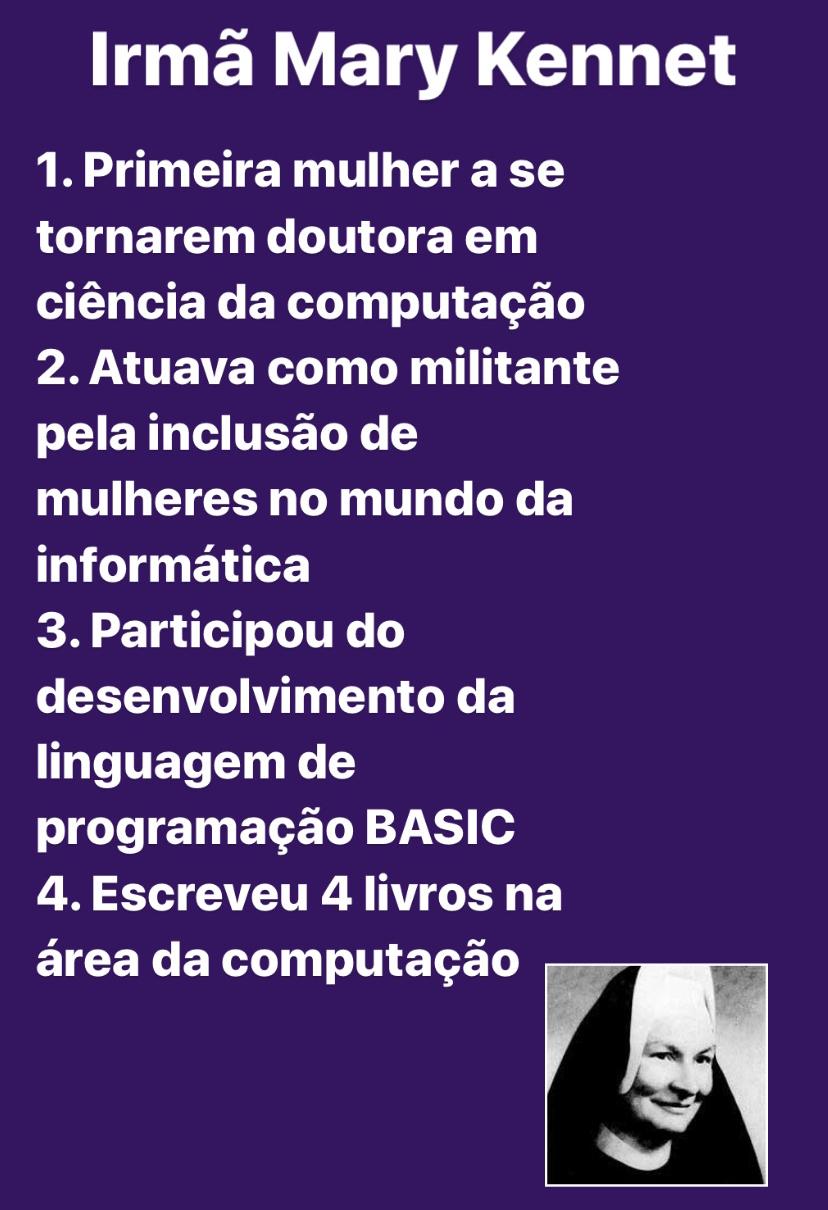 Irmã Mary Kennet
1. Primeira mulher a se
tornarem doutora em
ciência da computação
2. Atuava como militante
pela inclusão de
mulheres no mundo da
informática
3. Participou do
desenvolvimento da
linguagem de
programação BASIC
4. Escreveu 4 livros na
área da computação